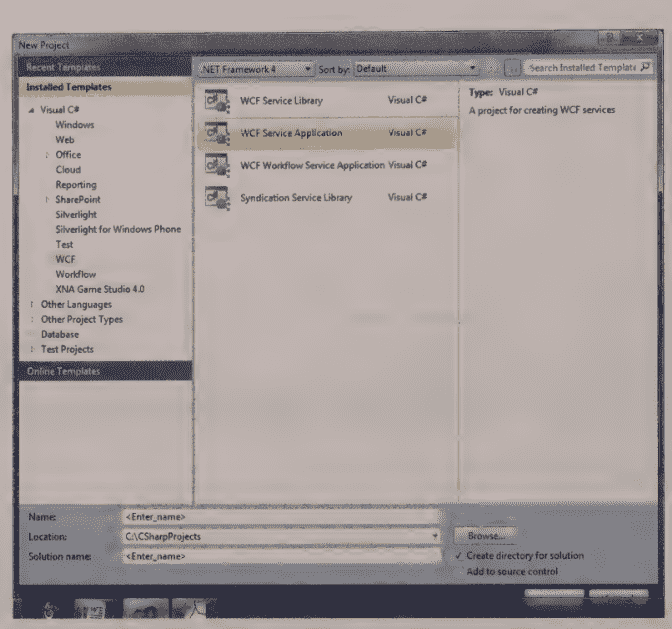 New Project
Recent Templates
.NET Framework 4
Sort by: Default
Search Installed Template
Installed Templates
Visual C#
Windows
Web
Office
Cloud
Reporting
SharePoint
Silverlight
Silverlight for Windows Phone
Test
WCF
Workflow
XNA Game Studio 4.0
Other Languages
Other Project Types
Database
Test Projects
Online Templates
WCF Service Library Visual C#
WCF Service Application Visual C#
WCF Workflow Service Application Visual C#
Syndication Service Library Visual C#
Type: Visual C#
A project for creating WCF services
Name: <Enter_name>
Location: C:\CSharpProjects
Browse...
Solution name: <Enter_name>
Create directory for solution
Add to source control